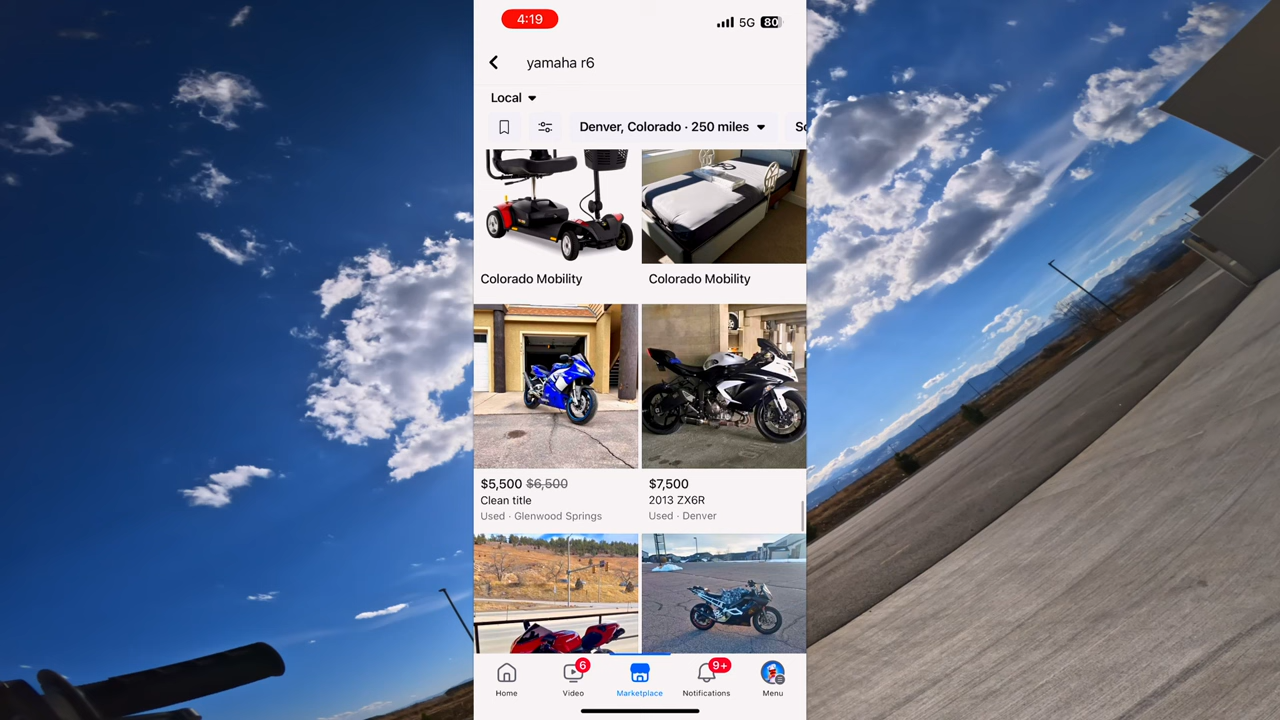 4:19
5G 80
yamaha r6
Local
Denver, Colorado · 250 miles
Colorado Mobility
Colorado Mobility
$5,500 $6,500
Clean title
Used · Glenwood Springs
$7,500
2013 ZX6R
Used · Denver
6
9+
Home
Video
Marketplace
Notifications
Menu